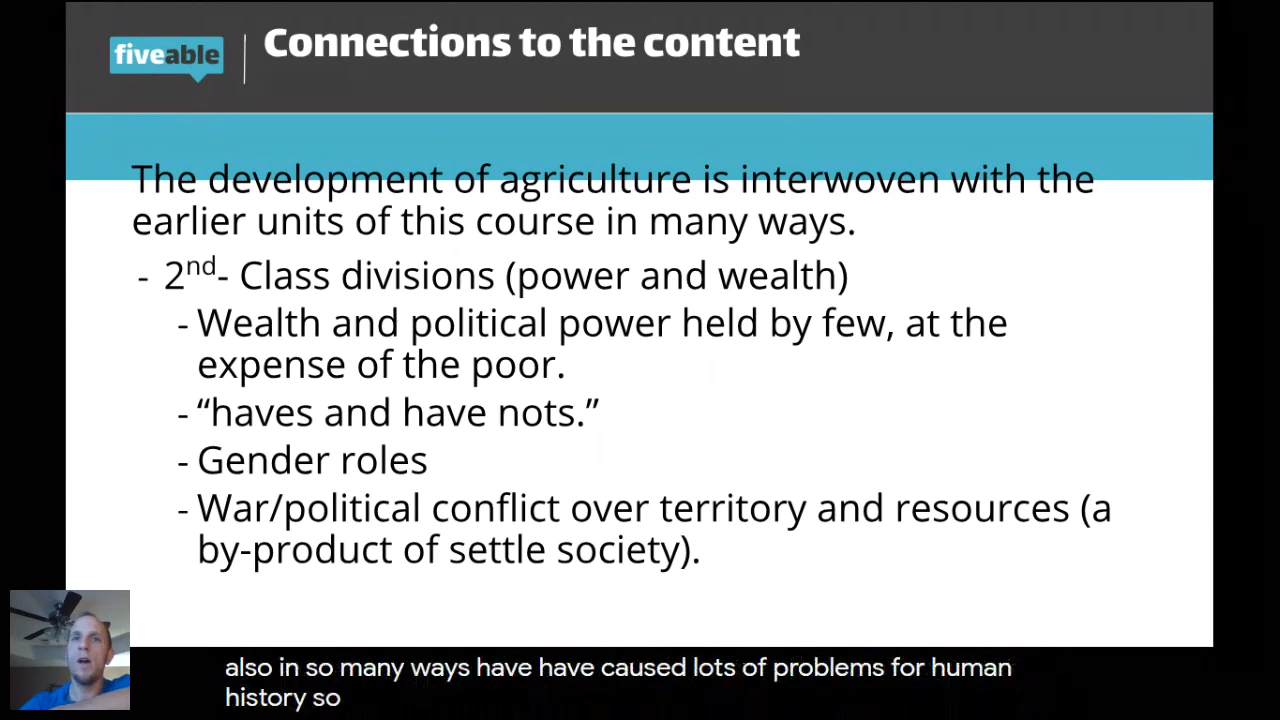 fiveable
Connections to the content
The development of agriculture is interwoven with the
earlier units of this course in many ways.
- 2nd- Class divisions (power and wealth)
- Wealth and political power held by few, at the
expense of the poor.
- “haves and have nots.”
- Gender roles
- War/political conflict over territory and resources (a
by-product of settle society).
also in so many ways have have caused lots of problems for human
history so